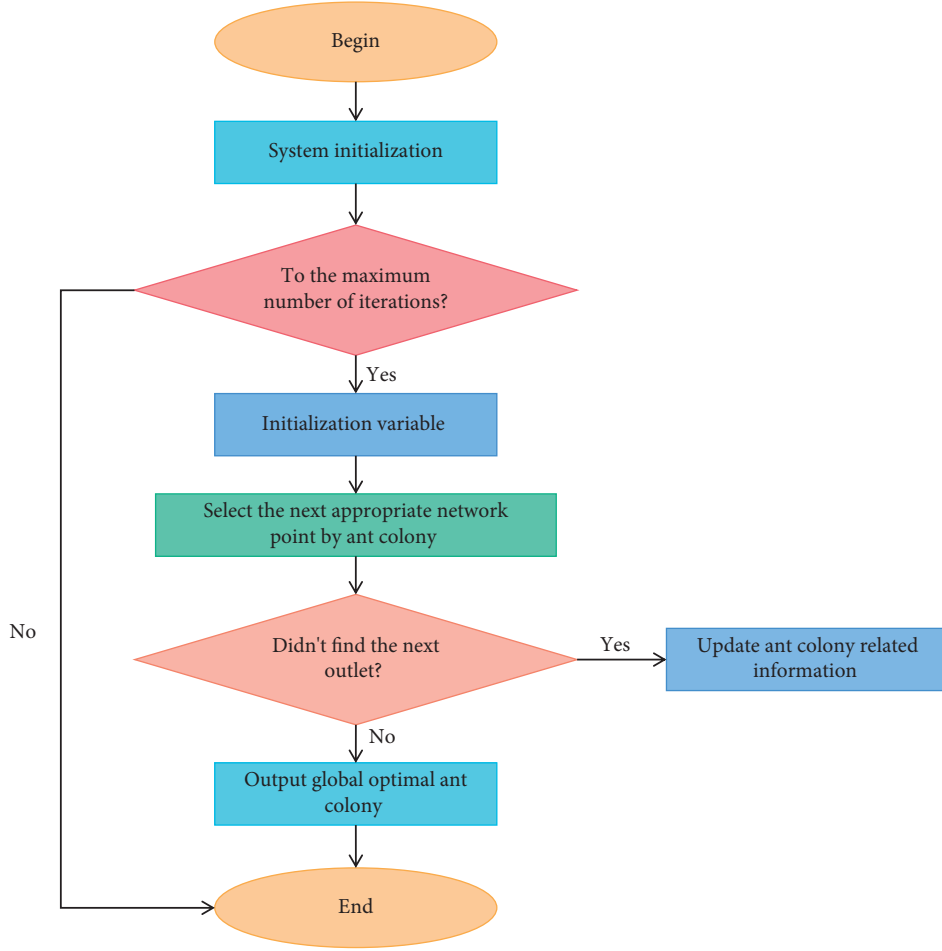 Begin
System initialization
To the maximum
number of iterations?
Yes
Initialization variable
Select the next appropriate network
point by ant colony
No
Didn't find the next
outlet?
Yes
Update ant colony related
information
No
Output global optimal ant
colony
End